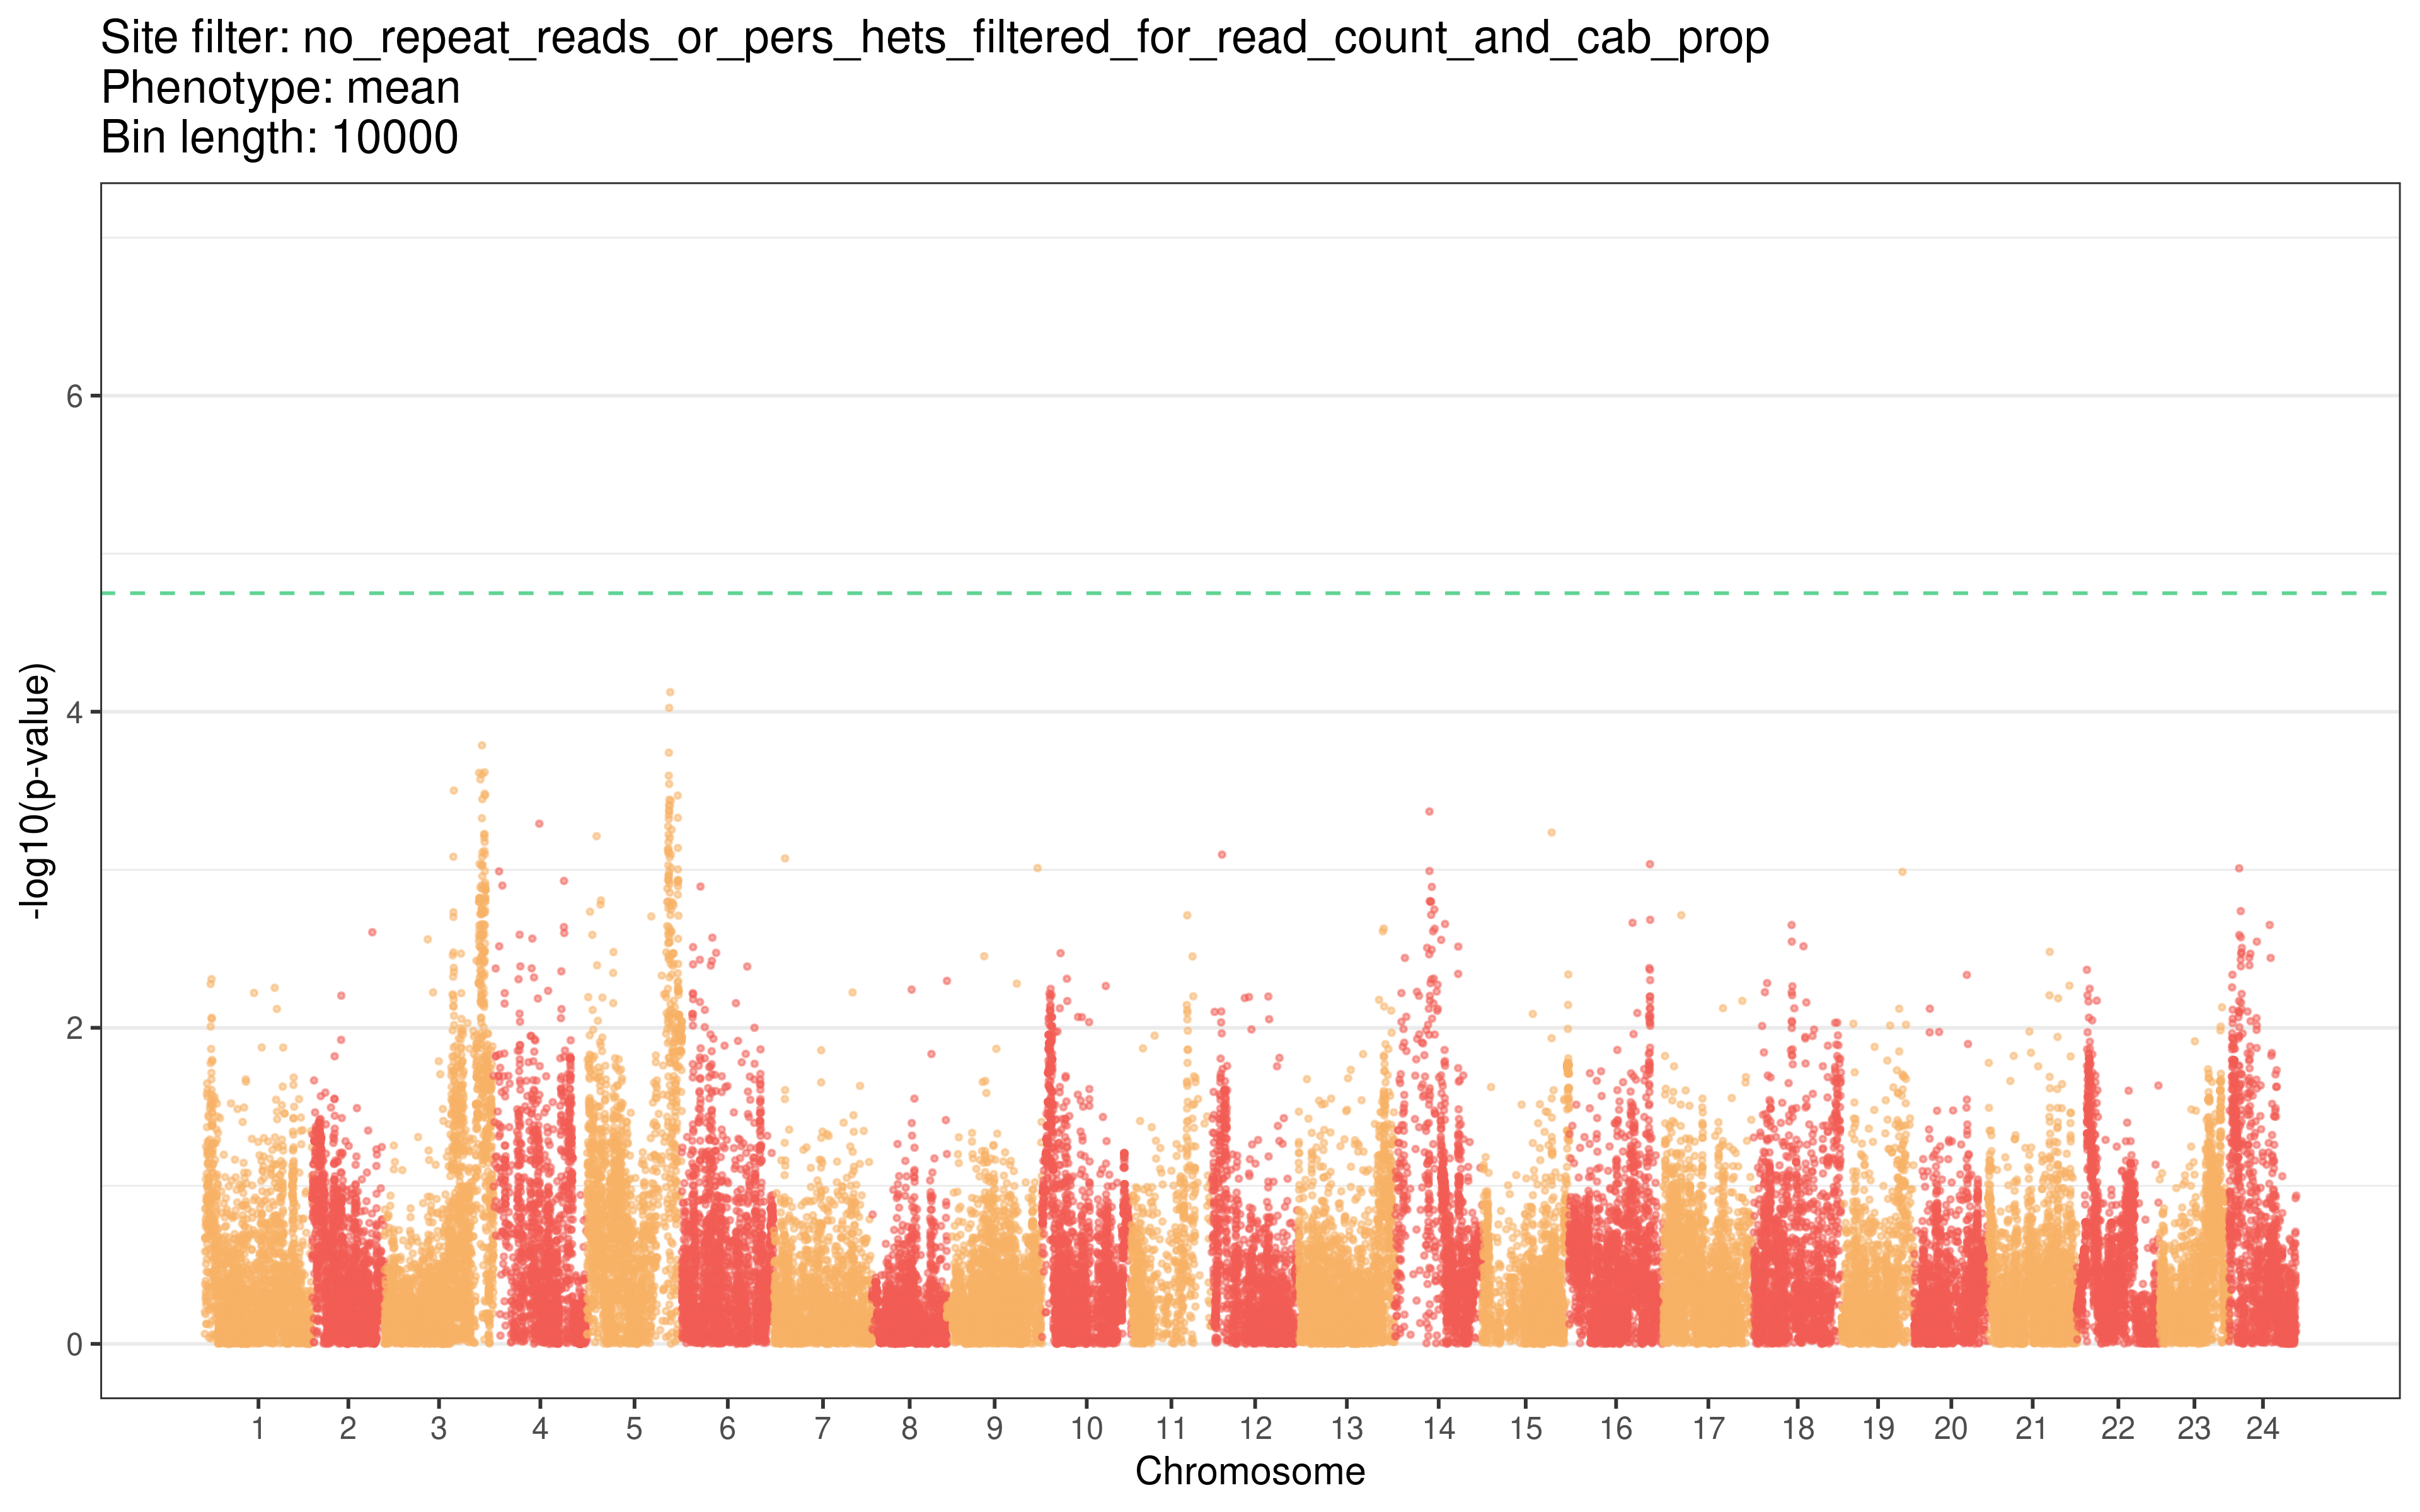 Site filter: no_repeat_reads_or_pers_hets_filtered_for_read_count_and_cab_prop
Phenotype: mean
Bin length: 10000
6
4
2
0
-log10(p-value)
1 2 3 4 5 6 7 8 9 10 11 12 13 14 15 16 17 18 19 20 21 22 23 24
Chromosome